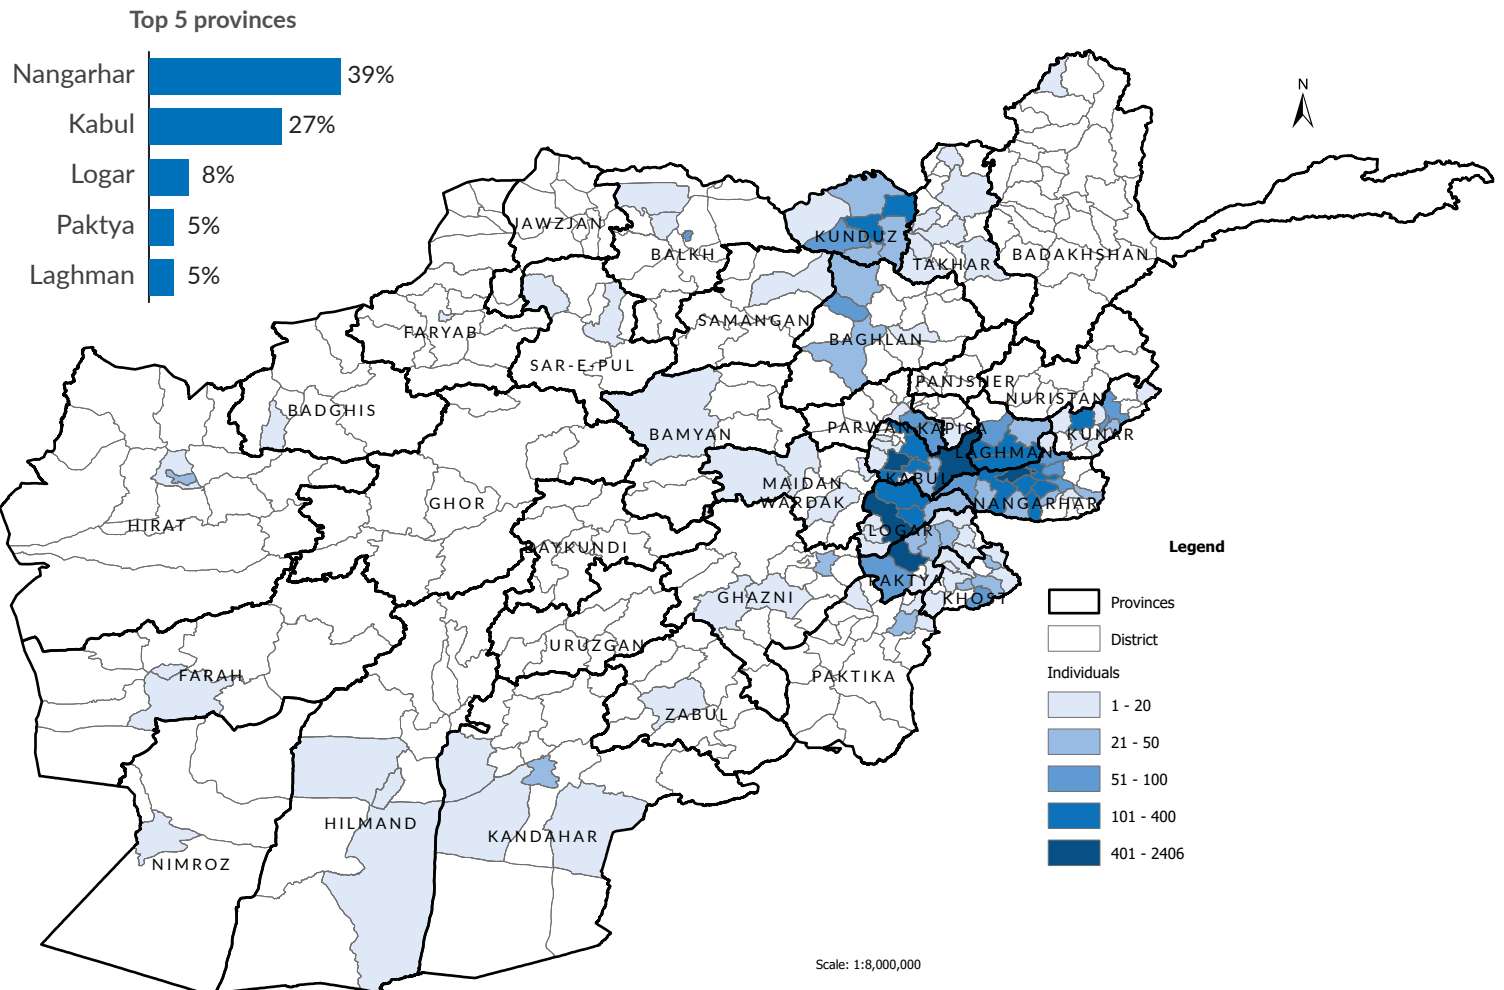 Top 5 provinces
Nangarhar 39%
Kabul 27%
Logar 8%
Paktya 5%
Laghman 5%
N
JAWZJAN
BALKH
KUNDUZ
TAKHAR
BADAKHSHAN
FARYAB
SAMANGAN
BAGHLAN
SAR-E-PUL
PANJSHER
NURISTAN
BADGHIS
BAMYAN
PARWAN
KAPISA
KUNAR
LAGHMAN
KABUL
MAIDAN
WARDAK
NANGARHAR
GHOR
HIRAT
LOGAR
DAYKUNDI
PAKTYA
KHOST
GHAZNI
URUZGAN
FARAH
PAKTIKA
ZABUL
HILMAND
KANDAHAR
NIMROZ
Legend
Provinces
District
Individuals
1 - 20
21 - 50
51 - 100
101 - 400
401 - 2406
Scale: 1:8,000,000